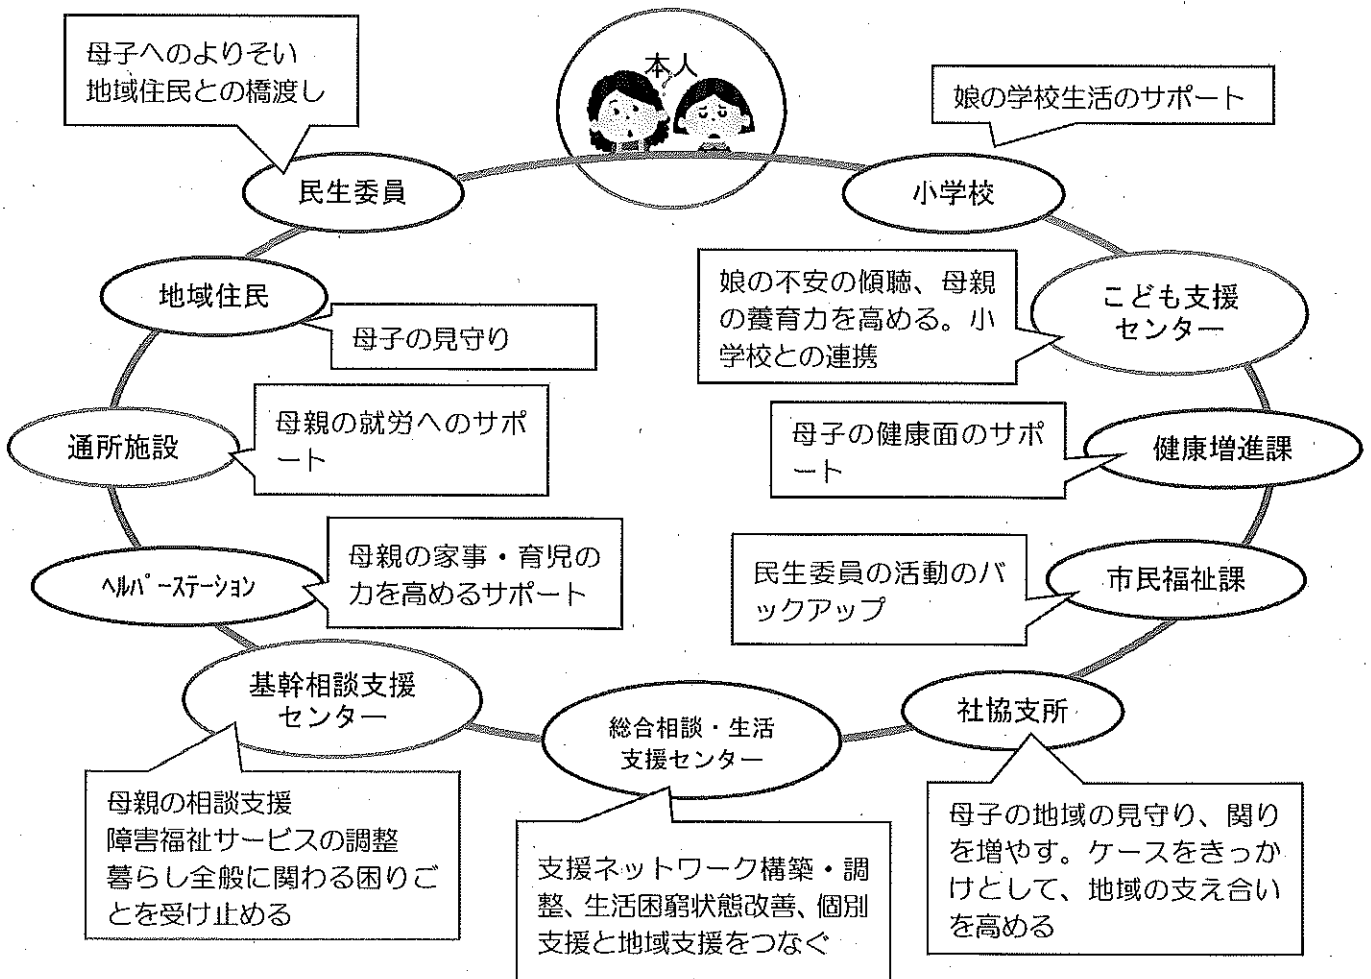 本人
母子へのよりそい
地域住民との橋渡し
民生委員
娘の学校生活のサポート
小学校
地域住民
母子の見守り
娘の不安の傾聴、母親
の養育力を高める。小
学校との連携
こども支援
センター
通所施設
母親の就労へのサポ
ート
母子の健康面のサポ
ート
健康増進課
ヘルパーステーション
母親の家事・育児の
力を高めるサポート
民生委員の活動のバ
ックアップ
市民福祉課
基幹相談支援
センター
総合相談・生活
支援センター
社協支所
母親の相談支援
障害福祉サービスの調整
暮らし全般に関わる困りご
とを受け止める
支援ネットワーク構築・調
整、生活困窮状態改善、個別
支援と地域支援をつなぐ
母子の地域の見守り、関り
を増やす。ケースをきっか
けとして、地域の支え合い
を高める